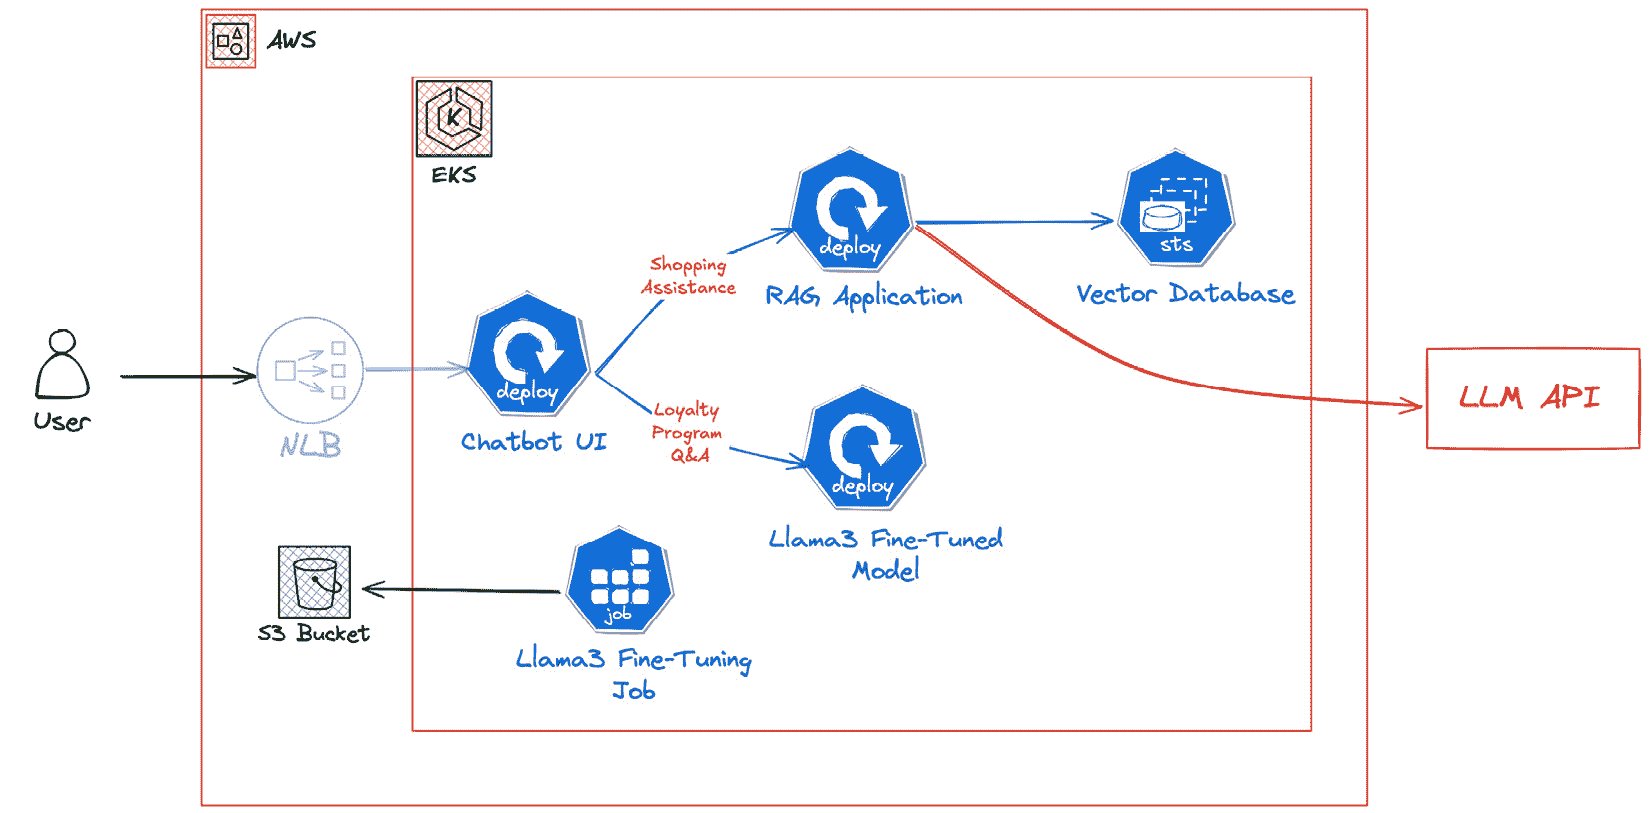 AWS
K
EKS
deploy
RAG Application
sts
Vector Database
Shopping
Assistance
User
NLB
deploy
Chatbot UI
Loyalty
Program
Q&A
deploy
Llama3 Fine-Tuned
Model
LLM API
S3 Bucket
job
Llama3 Fine-Tuning
Job